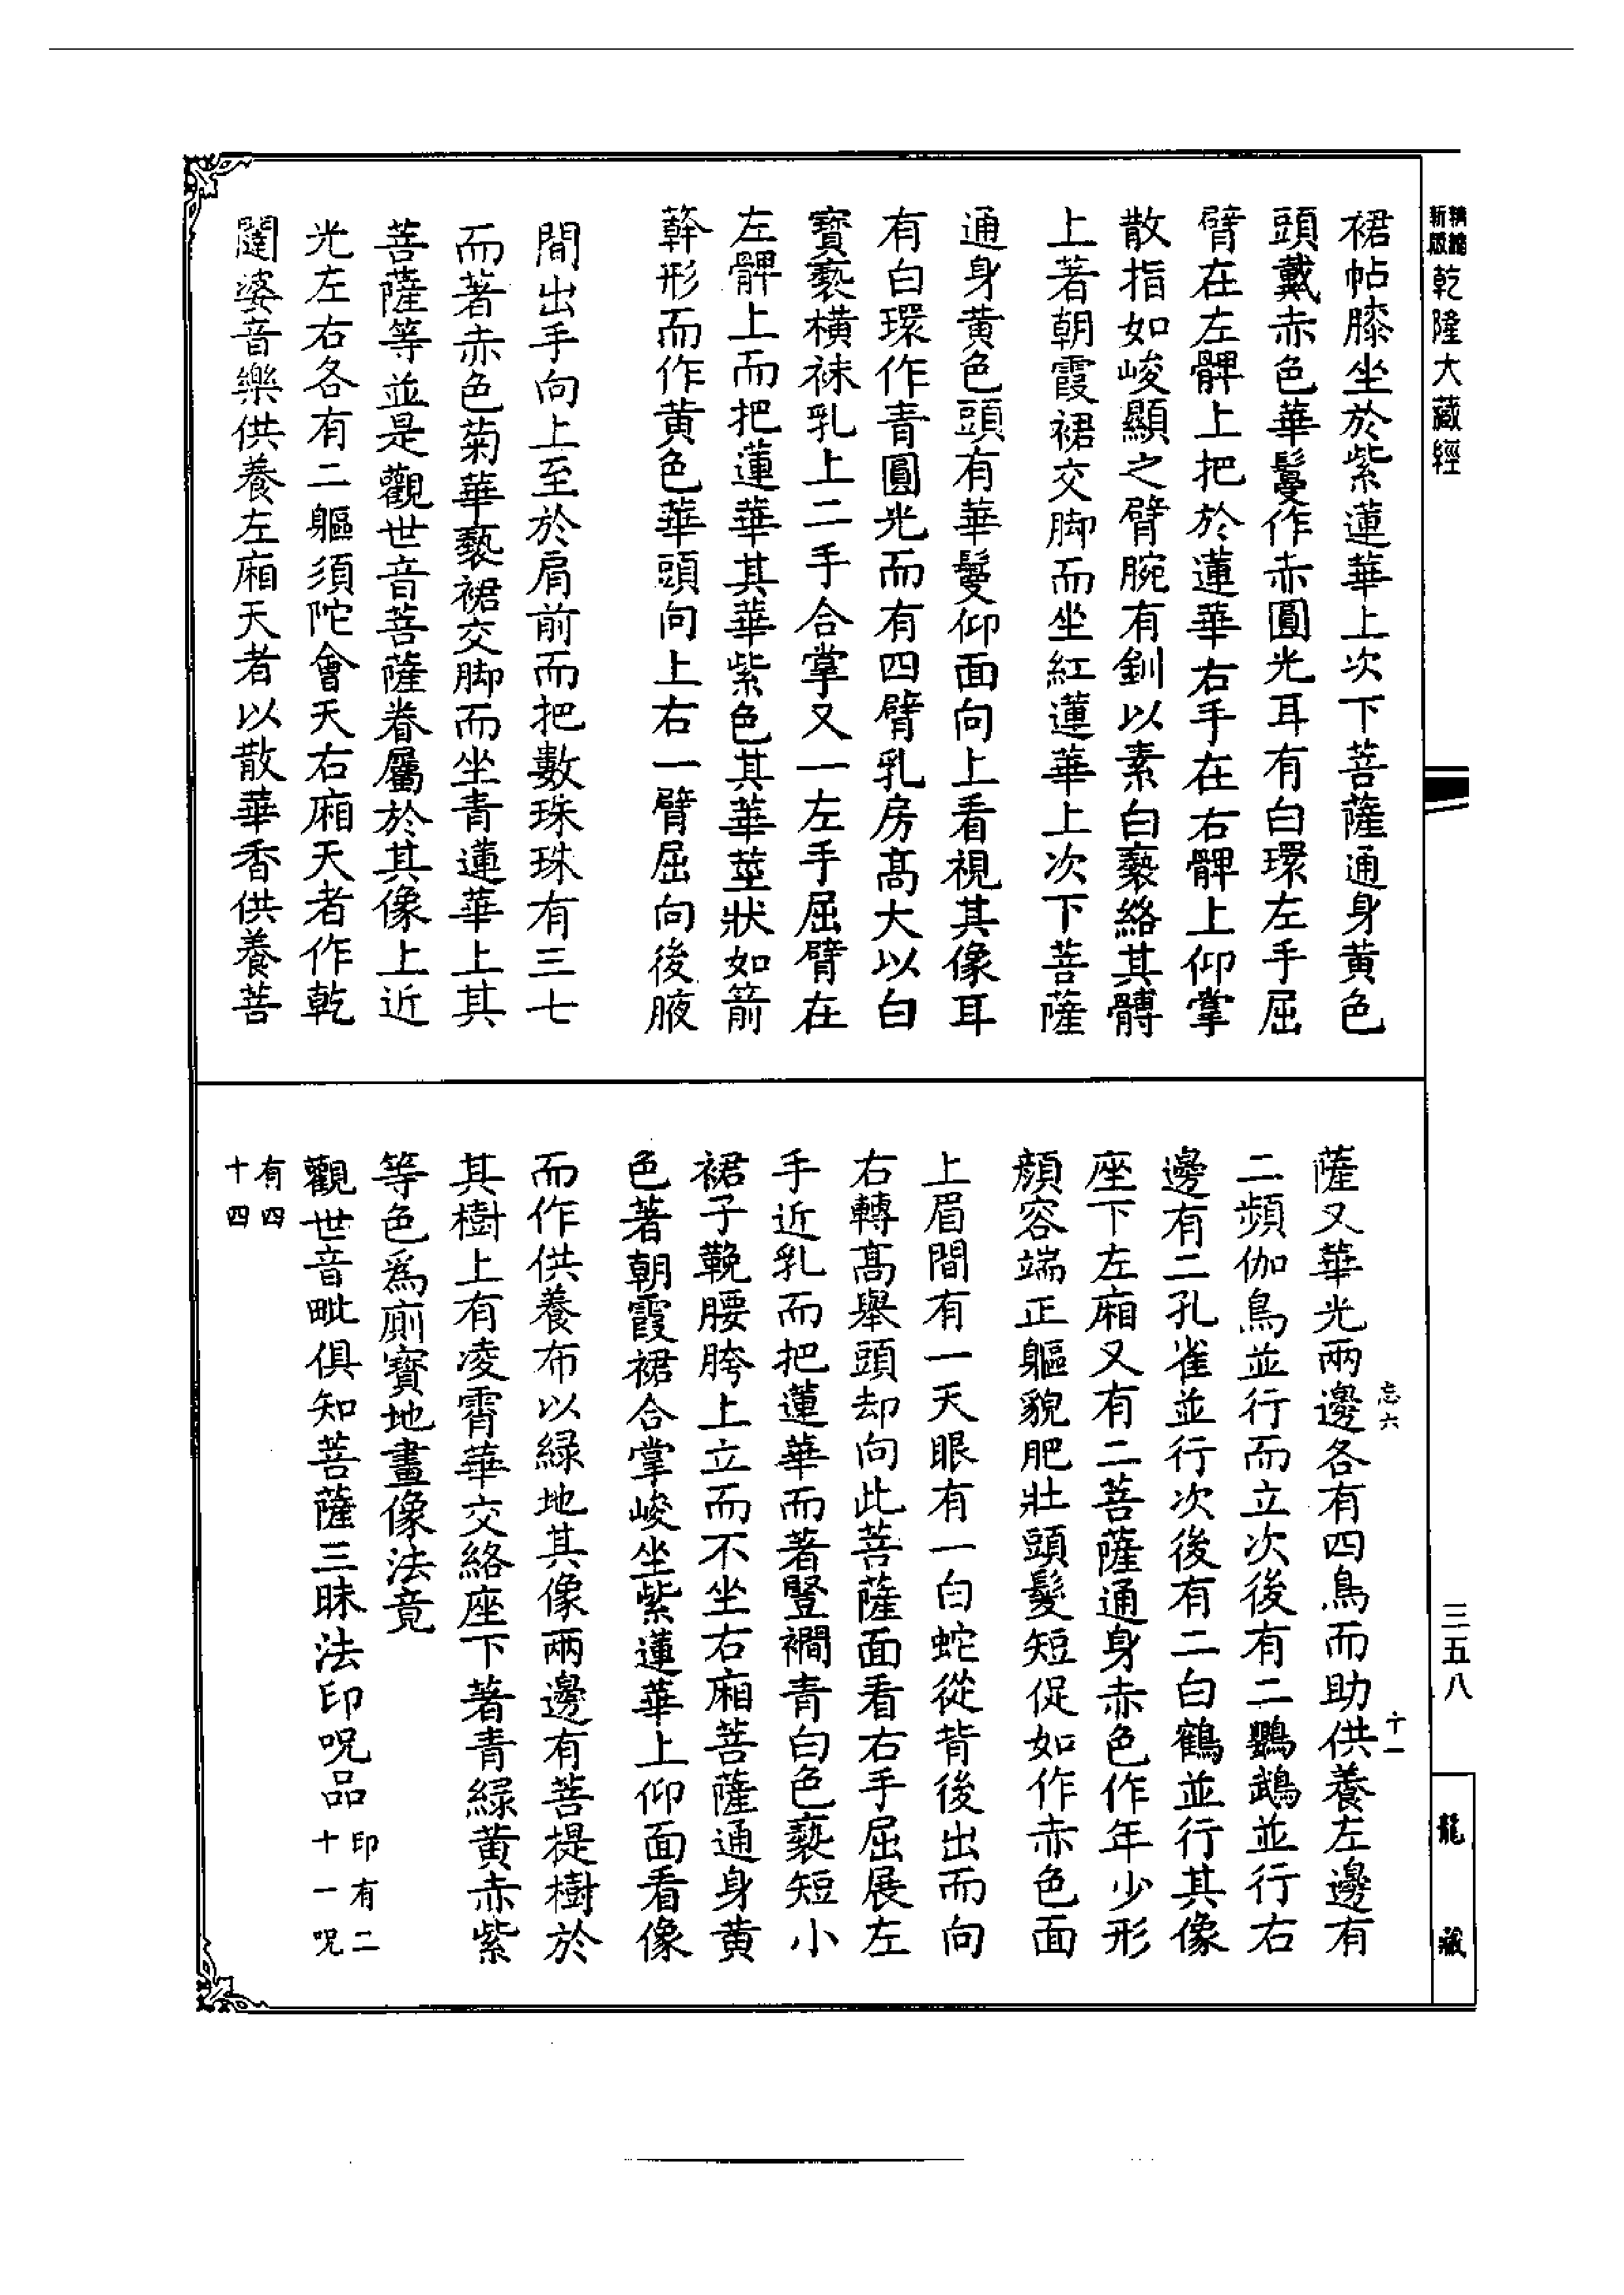 精縮新版乾隆大藏經
裙帖膝坐於紫蓮華上次下菩薩通身黃色
頭戴赤色華鬘作赤圓光耳有白環左手屈
臂在左髀上把於蓮華右手在右髀上仰掌
散指如峻顯之臂腕有釧以素白㲲絡其髆
上著朝霞裙交脚而坐紅蓮華上次下菩薩
通身黃色頭有華鬘仰面向上看視其像耳
有白環作青圓光而有四臂乳房髙大以白
寶㲲橫袜乳上二手合掌又一左手屈臂在
左髀上而把蓮華其華紫色其華莖狀如箭
簳形而作黃色華頭向上右一臂屈向後腋
間出手向上至於肩前而把數珠珠有三七
而著赤色菊華㲲裙交脚而坐青蓮華上其
菩薩等並是觀世音菩薩眷屬於其像上近
光左右各有二軀須陀會天右廂天者作乾
闥婆音樂供養左廂天者以散華香供養菩
薩又華光兩邊各有四鳥而助供養左邊有
二頻伽鳥並行而立次後有二鸚鵡並行右
邊有二孔雀並行次後有二白鶴並行其像
座下左廂又有二菩薩通身赤色作年少形
顔容端正軀貌肥壯頭髮短促如作赤色面
上眉間有一天眼有一白蛇從背後出而向
右轉髙舉頭却向此菩薩面看右手屈展左
手近乳而把蓮華而著豎襉青白色㲲短小
裙子鞔腰胯上立而不坐右廂菩薩通身黃
色著朝霞裙合掌峻坐紫蓮華上仰面看像
而作供養布以緑地其像兩邊有菩提樹於
其樹上有凌霄華交絡座下著青緑黃赤紫
等色爲廁寶地畫像法竟
觀世音毗俱知菩薩三昧法印呪品印有二十一呪
有四十四
忘六
十一
三五八
龍藏